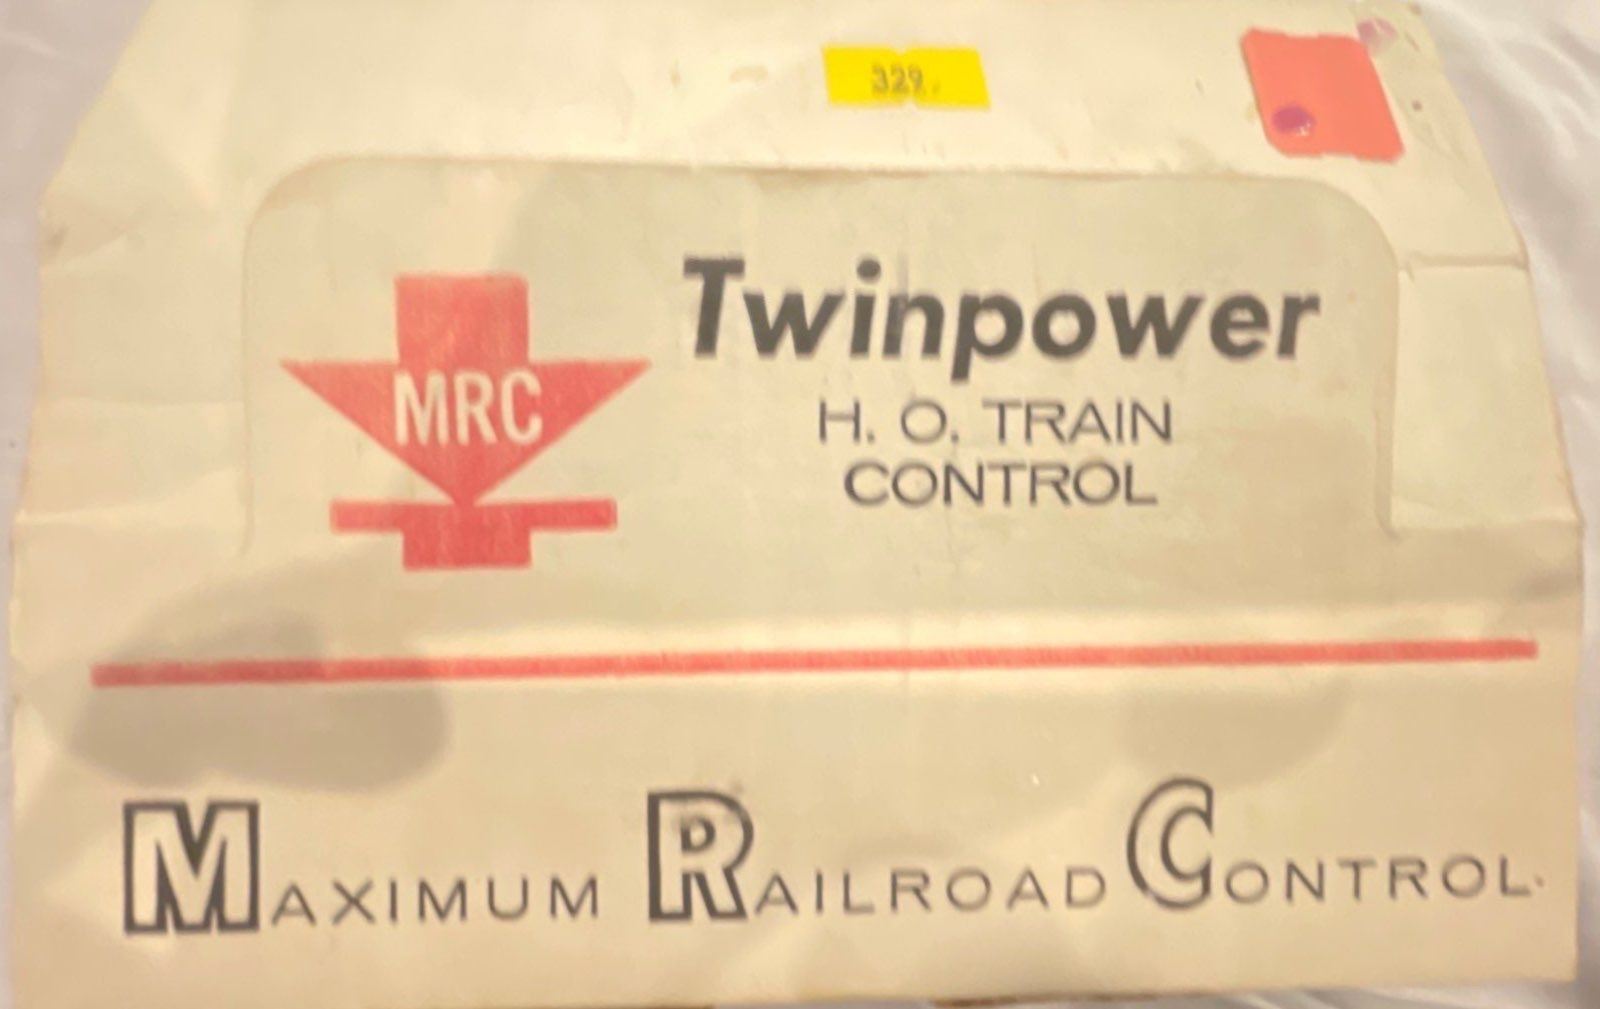 329.
MRC
Twinpower
H. O. TRAIN
CONTROL
MAXIMUM RAILROAD CONTROL.